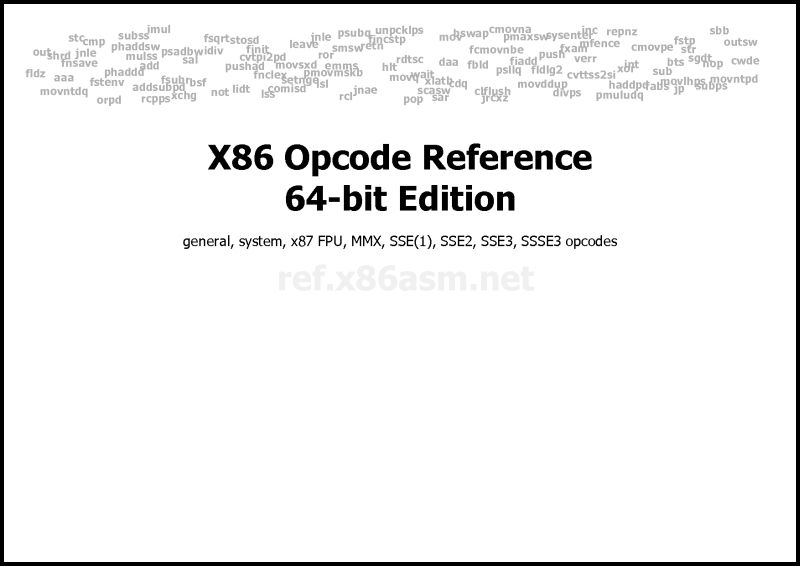 imul
stc cmp subss phaddsw fsqrt stosd jnle psubq unpcklps fincstp mov bswap cmovna pmaxsw sysenter inc repnz sbb
out shrd jnle mulss psadbw idiv finit leave smsw retn fcmovnbe push fxam mfence cmovpe fstp str outsw
fnsave add sal cvtpi2pd ror rdtsc daa fbld fiadd verr int bts sgdt nop cwde
fldz aaa phaddd pushad movsxd emms hlt psllq fldlg2 xor sub
fstenv fsubr bsf fnclex setnge pmovmskb lsl movq wait xlatb cdq movddup cvttss2si haddpd fabs movlhps movntpd
movntdq addsubpd not lidt lss comisd jnae scasw clflush divps jp subps
orpd rcpps xchg rcl pop sar jrcxz pmuludq
X86 Opcode Reference
64-bit Edition
general, system, x87 FPU, MMX, SSE(1), SSE2, SSE3, SSSE3 opcodes
ref.x86asm.net